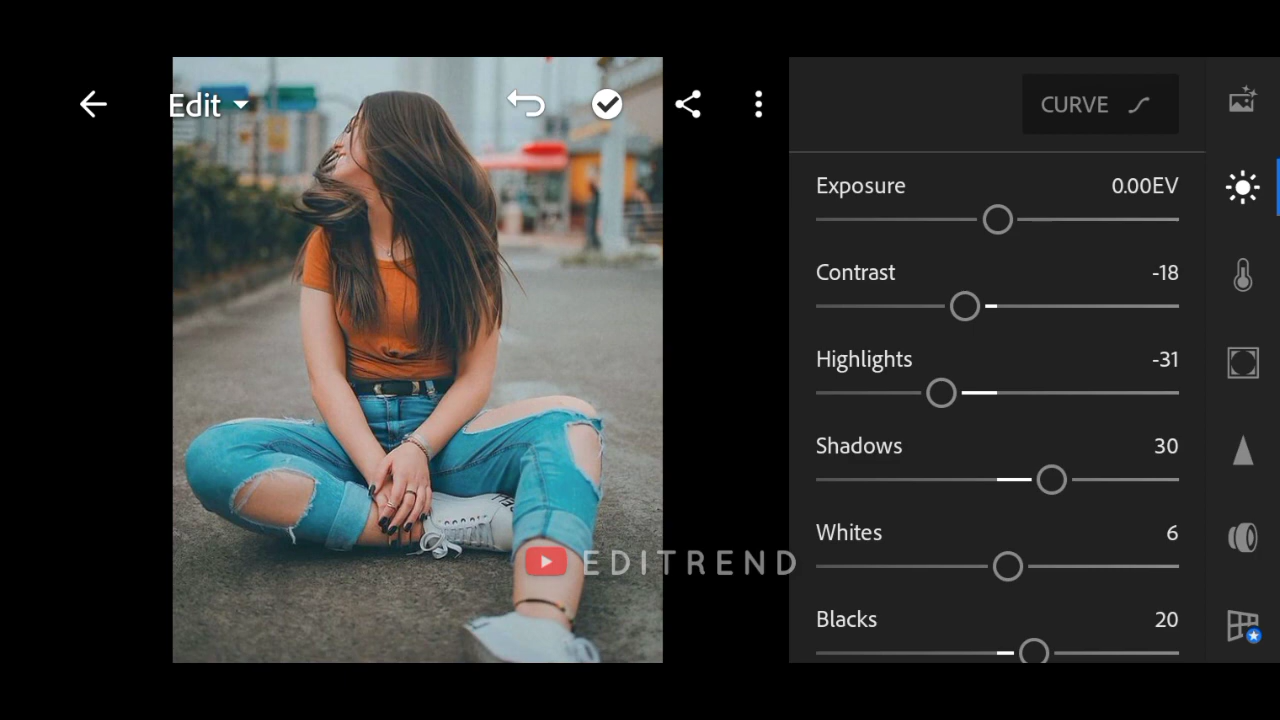 Edit
CURVE
Exposure 0.00EV
Contrast -18
Highlights -31
Shadows 30
Whites 6
EDITREND
Blacks 20